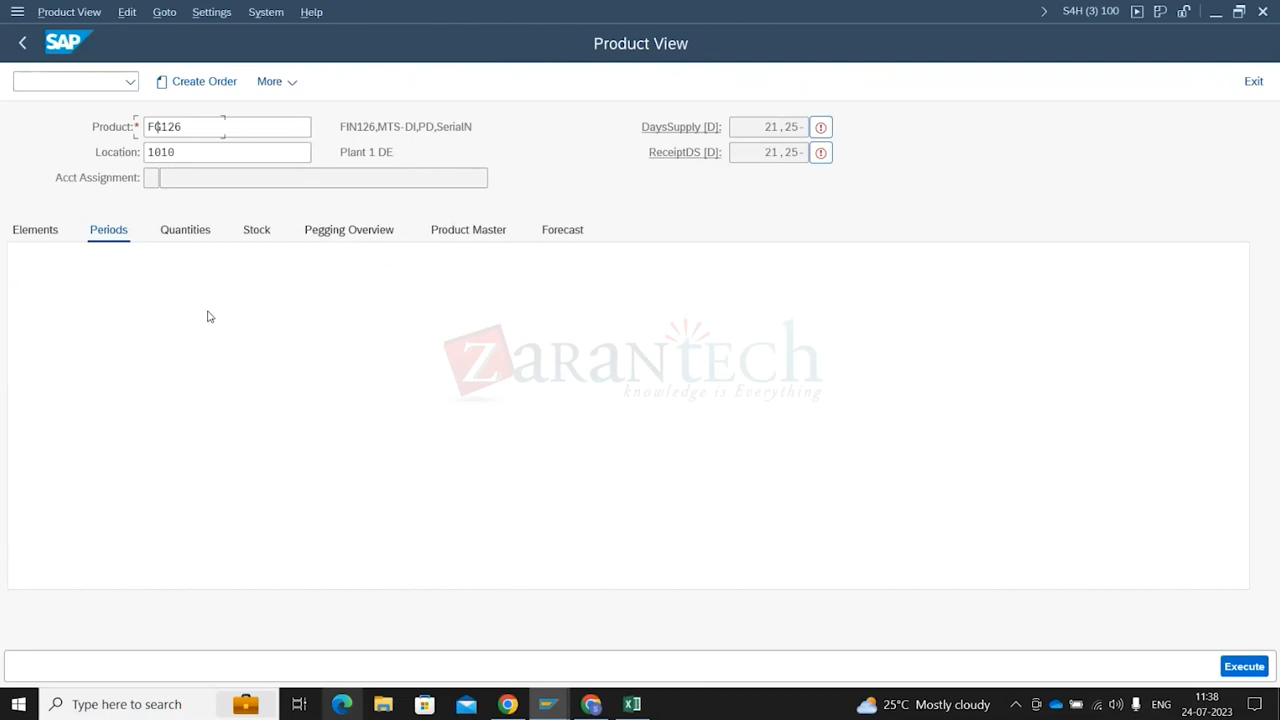 Product View Edit Goto Settings System Help S4H (3) 100
SAP Product View
Create Order More Exit
Product:* FG126 FIN126,MTS-DI,PD,SerialN DaysSupply [D]: 21,25-
Location: 1010 Plant 1 DE ReceiptDS [D]: 21,25-
Acct Assignment:
Elements Periods Quantities Stock Pegging Overview Product Master Forecast
ZaranTech
knowledge is Everything
Execute
Type here to search 25°C Mostly cloudy ENG 11:38
24-07-2023